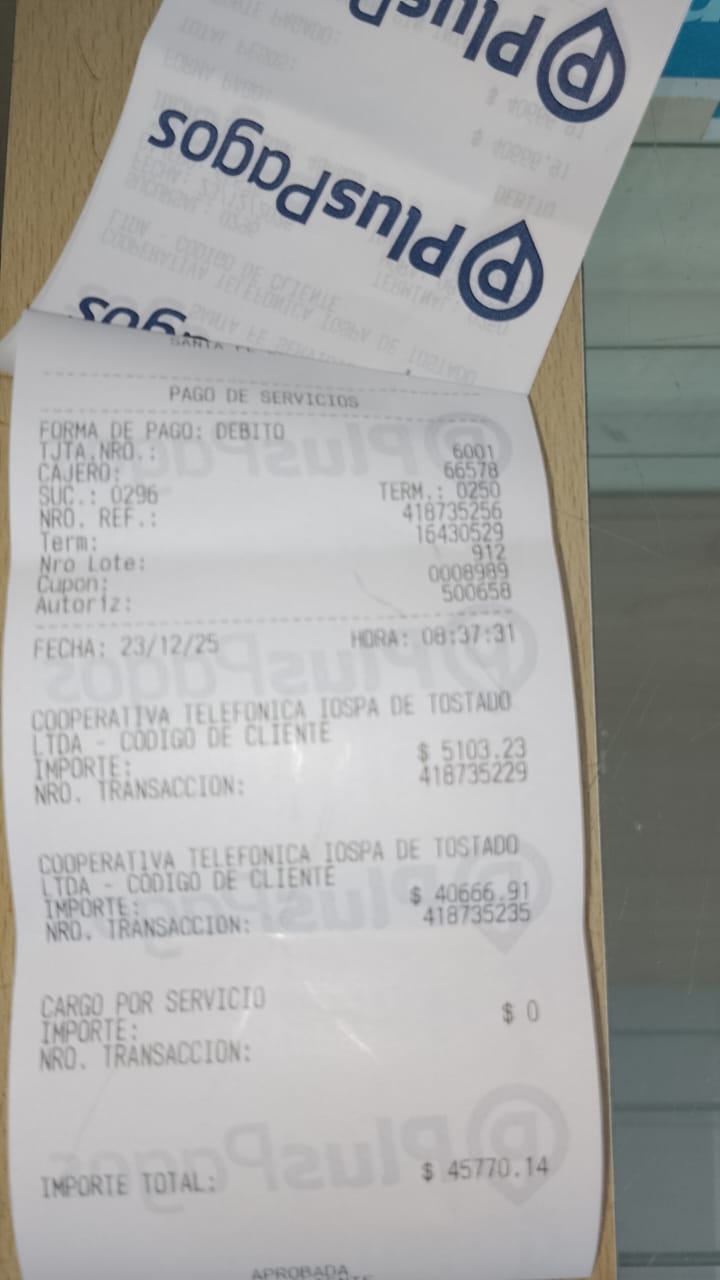 PlusPagos
PlusPagos
SANTA
PAGO DE SERVICIOS
FORMA DE PAGO: DEBITO
TJTA.NRO.: 6001
CAJERO: 66578
SUC.: 0296 TERM.: 0250
NRO. REF.: 418735256
Term: 16430529
Nro Lote: 912
Cupon: 0008989
Autoriz: 500658
FECHA: 23/12/25 HORA: 08:37:31
COOPERATIVA TELEFONICA IOSPA DE TOSTADO
LTDA - CODIGO DE CLIENTE
IMPORTE: $ 5103.23
NRO. TRANSACCION: 418735229
COOPERATIVA TELEFONICA IOSPA DE TOSTADO
LTDA - CODIGO DE CLIENTE
IMPORTE: $ 40666.91
NRO. TRANSACCION: 418735235
CARGO POR SERVICIO
IMPORTE: $ 0
NRO. TRANSACCION:
IMPORTE TOTAL: $ 45770.14
APROBADA